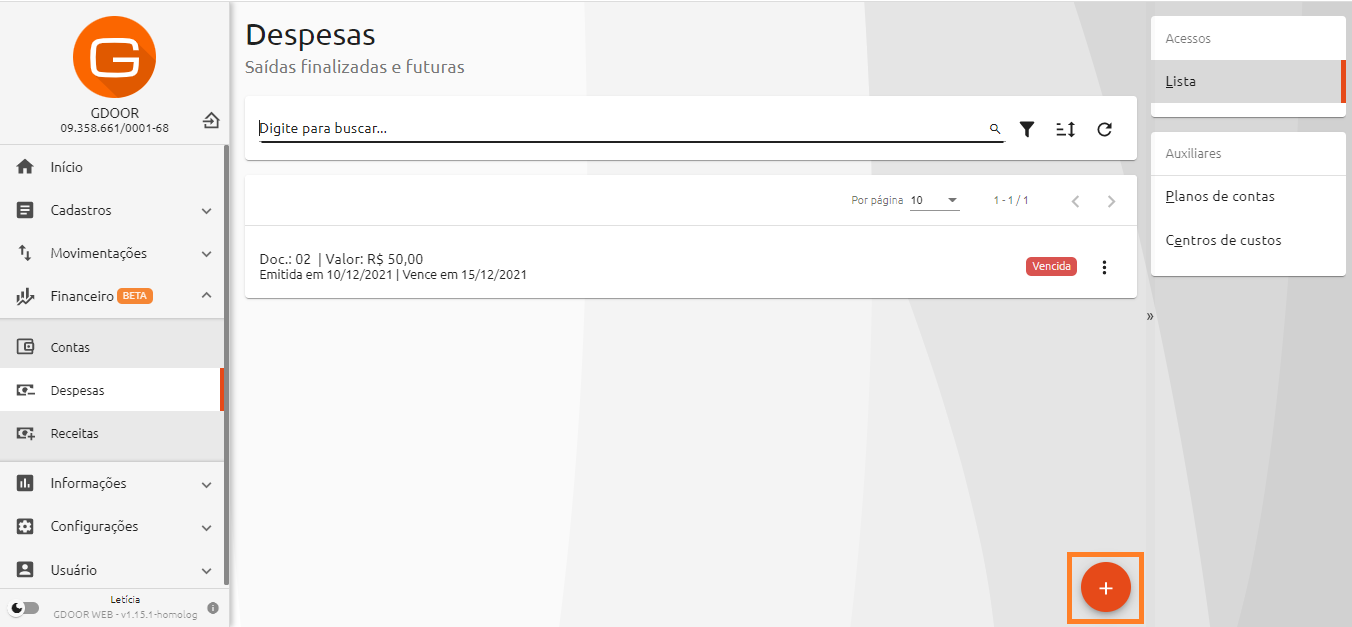 G
GDOOR
09.358.661/0001-68
Início
Cadastros
Movimentações
Financeiro BETA
Contas
Despesas
Receitas
Informações
Configurações
Usuário
Letícia
GDOOR WEB - v1.15.1-homolog
Despesas
Saídas finalizadas e futuras
Digite para buscar...
Por página 10 1 - 1 / 1
Doc.: 02 | Valor: R$ 50,00
Emitida em 10/12/2021 | Vence em 15/12/2021
Vencida
»
+
Acessos
Lista
Auxiliares
Planos de contas
Centros de custos